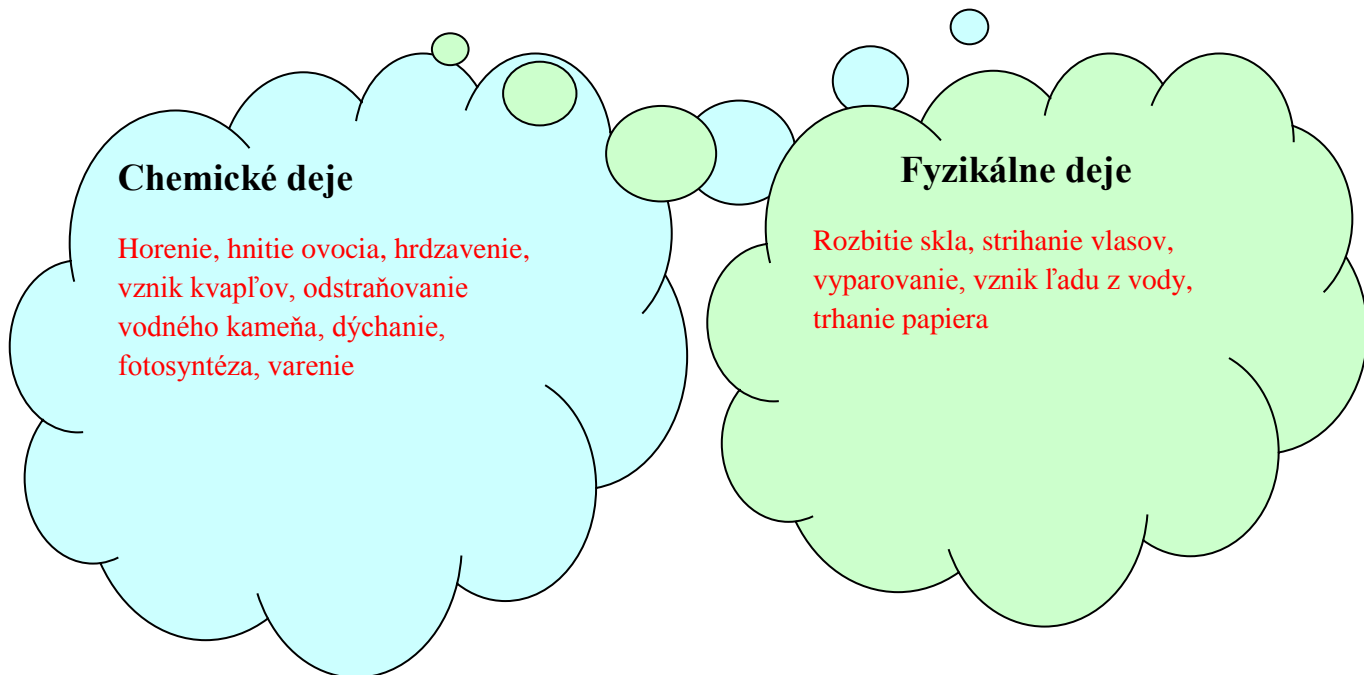 Chemické deje
Horenie, hnitie ovocia, hrdzavenie,
vznik kvapľov, odstraňovanie
vodného kameňa, dýchanie,
fotosyntéza, varenie
Fyzikálne deje
Rozbitie skla, strihanie vlasov,
vyparovanie, vznik ľadu z vody,
trhanie papiera